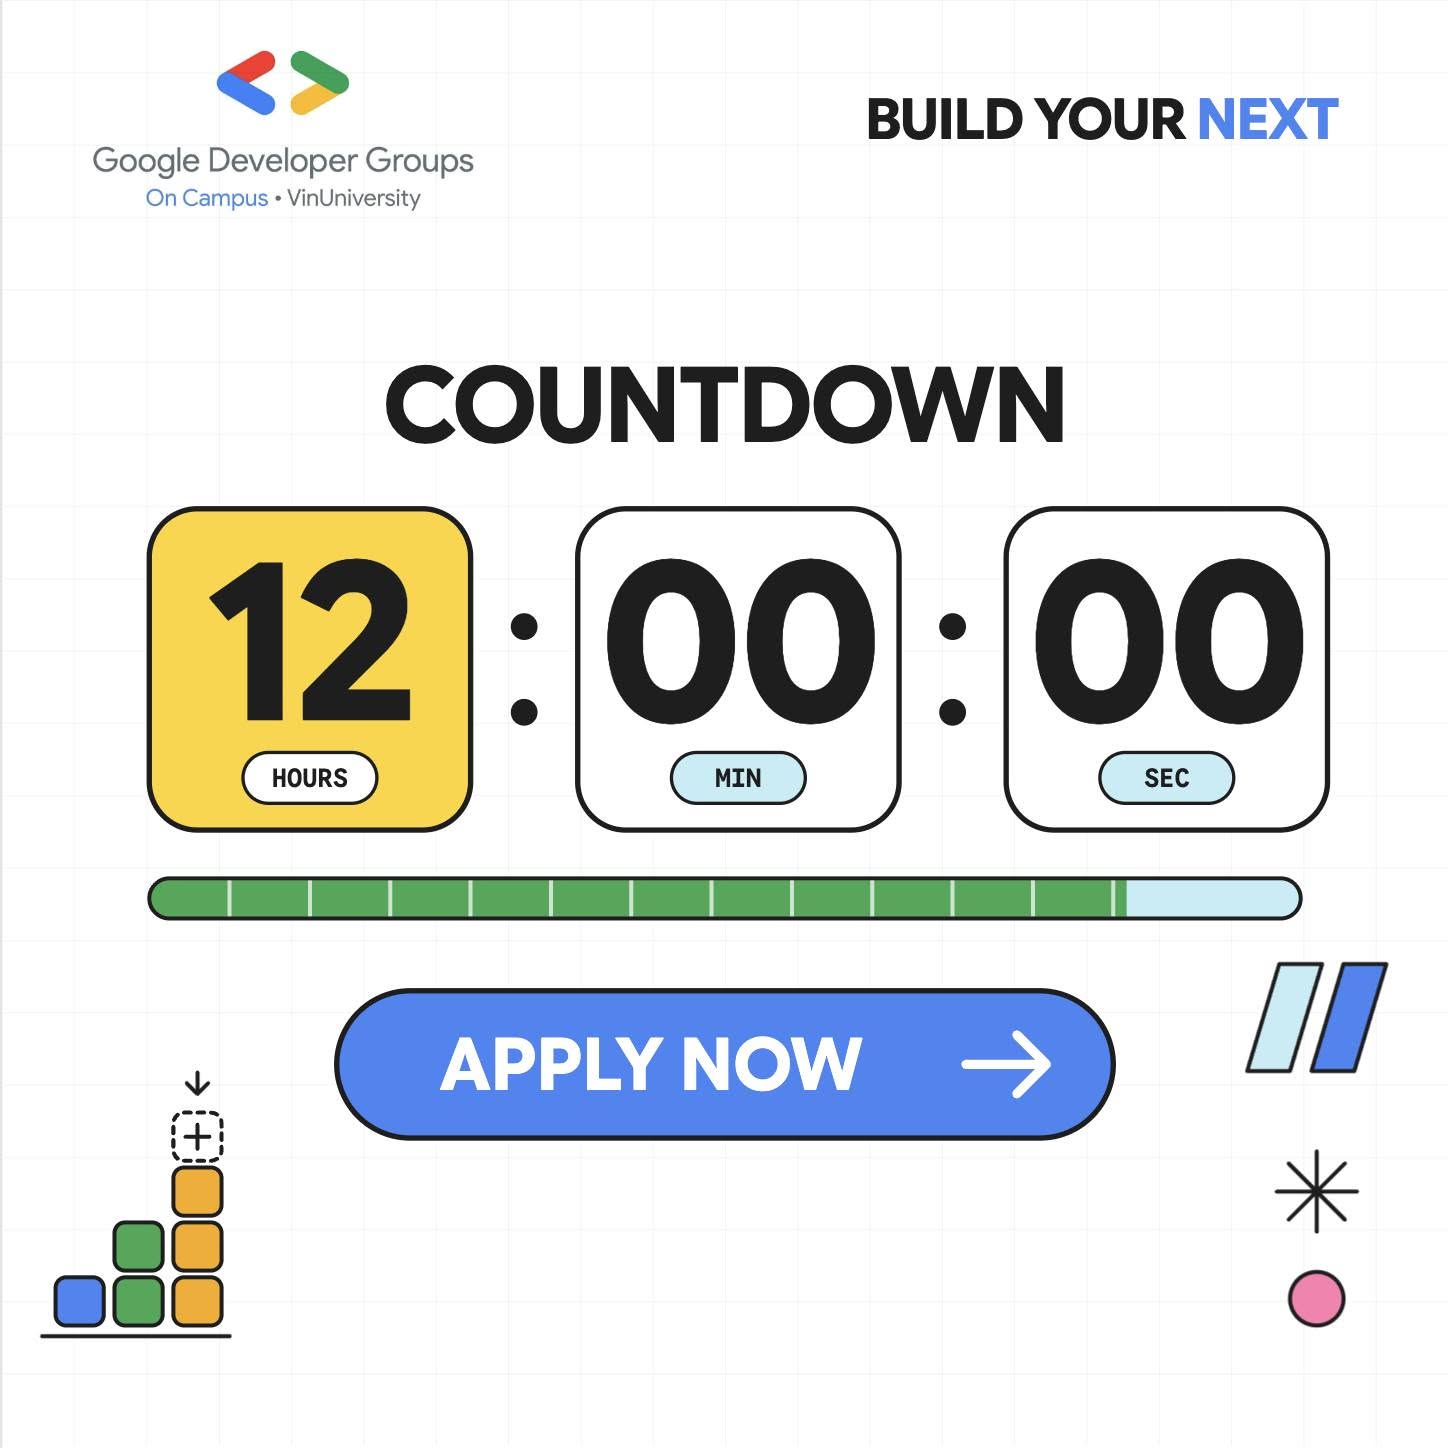 Google Developer Groups
On Campus • VinUniversity
BUILD YOUR NEXT
COUNTDOWN
12 : 00 : 00
HOURS MIN SEC
APPLY NOW